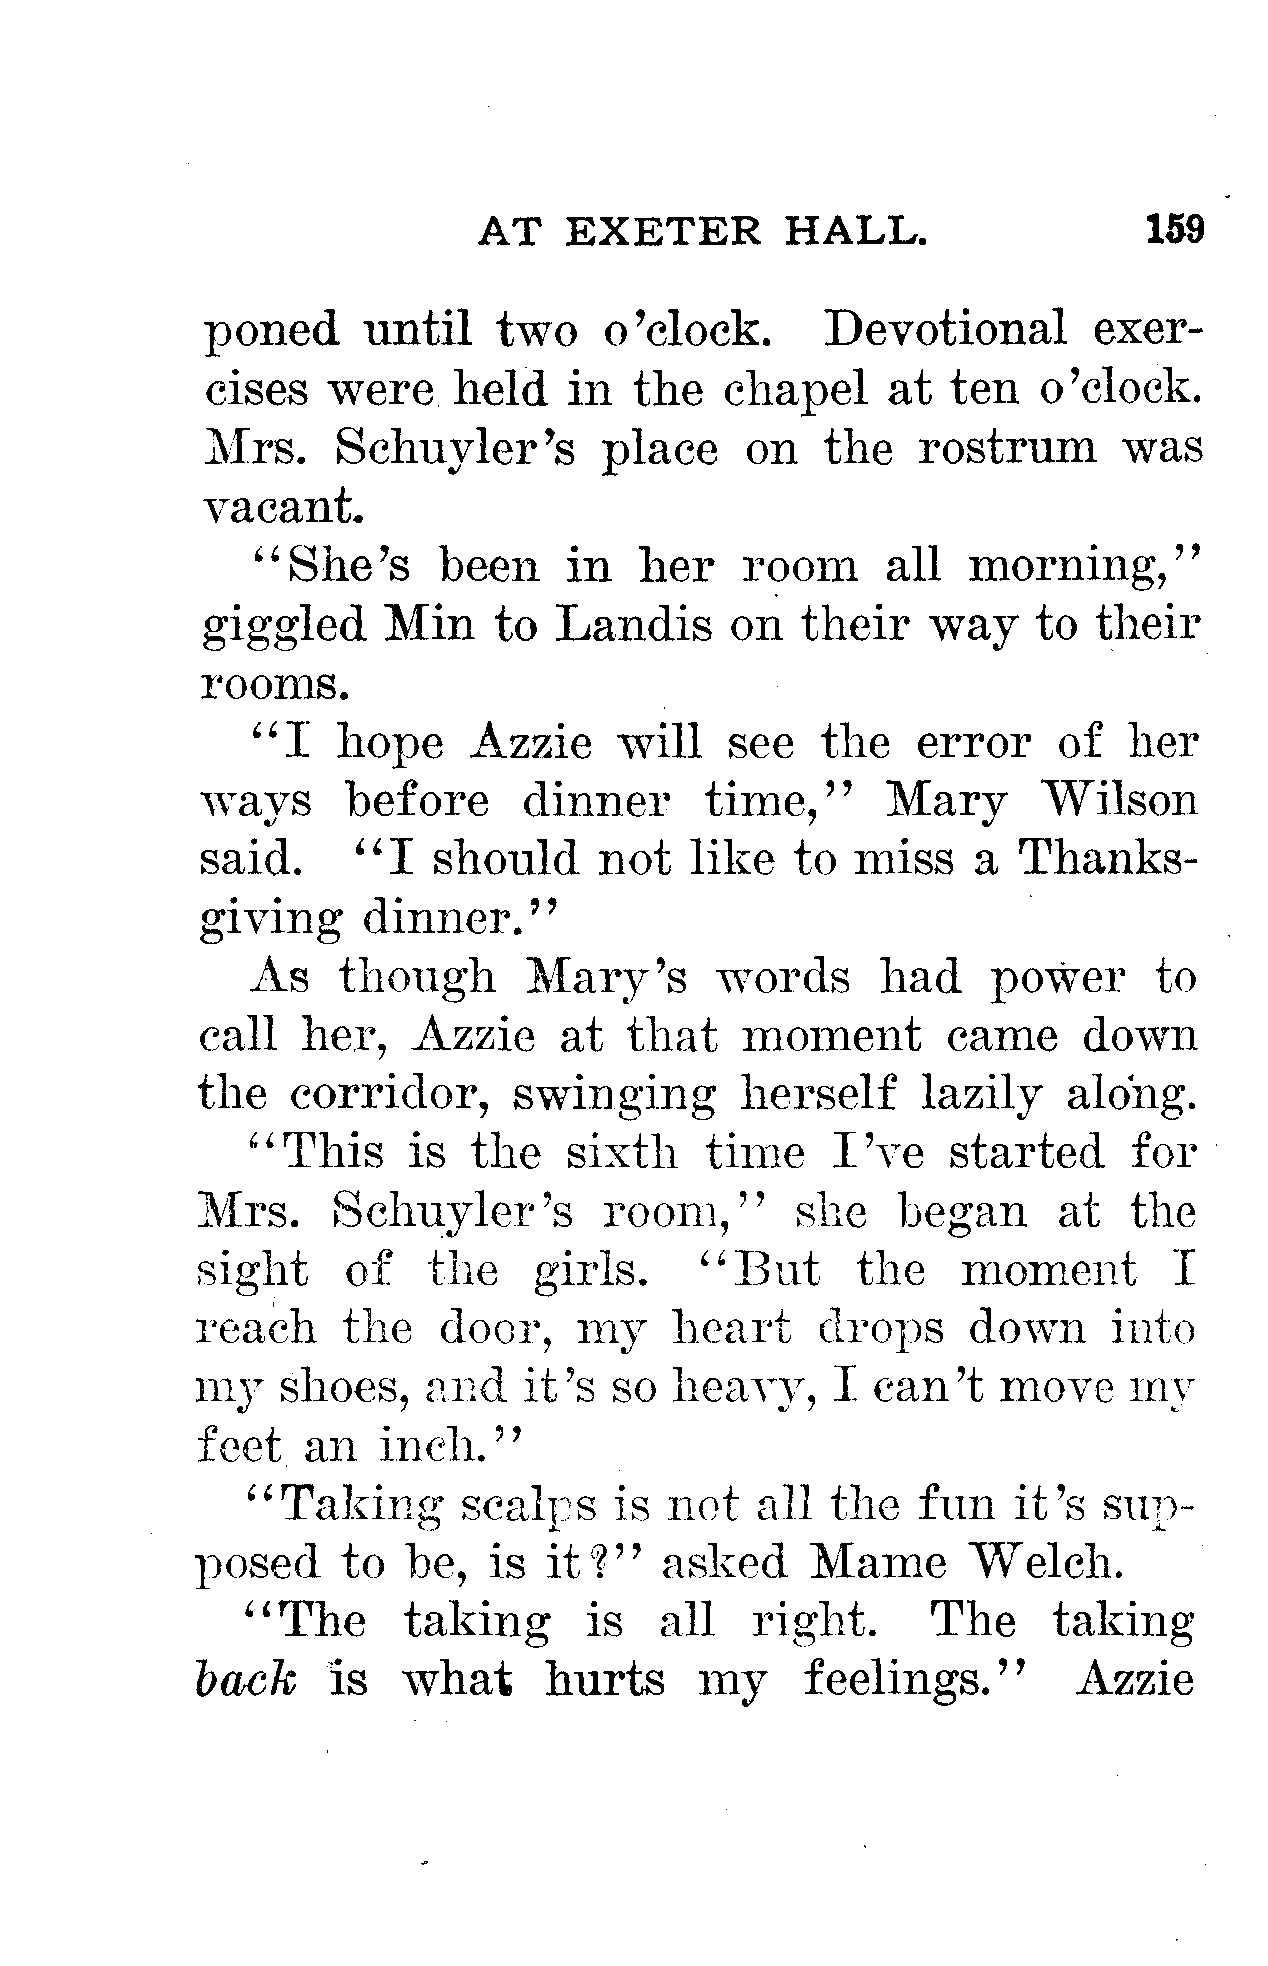 AT EXETER HALL. 159
poned until two o'clock. Devotional exer-
cises were held in the chapel at ten o'clock.
Mrs. Schuyler's place on the rostrum was
vacant.
"She's been in her room all morning,"
giggled Min to Landis on their way to their
rooms.
"I hope Azzie will see the error of her
ways before dinner time," Mary Wilson
said. "I should not like to miss a Thanks-
giving dinner."
As though Mary's words had power to
call her, Azzie at that moment came down
the corridor, swinging herself lazily along.
"This is the sixth time I've started for
Mrs. Schuyler's room," she began at the
sight of the girls. "But the moment I
reach the door, my heart drops down into
my shoes, and it's so heavy, I can't move my
feet an inch."
"Taking scalps is not all the fun it's sup-
posed to be, is it?" asked Mame Welch.
"The taking is all right. The taking
back is what hurts my feelings." Azzie